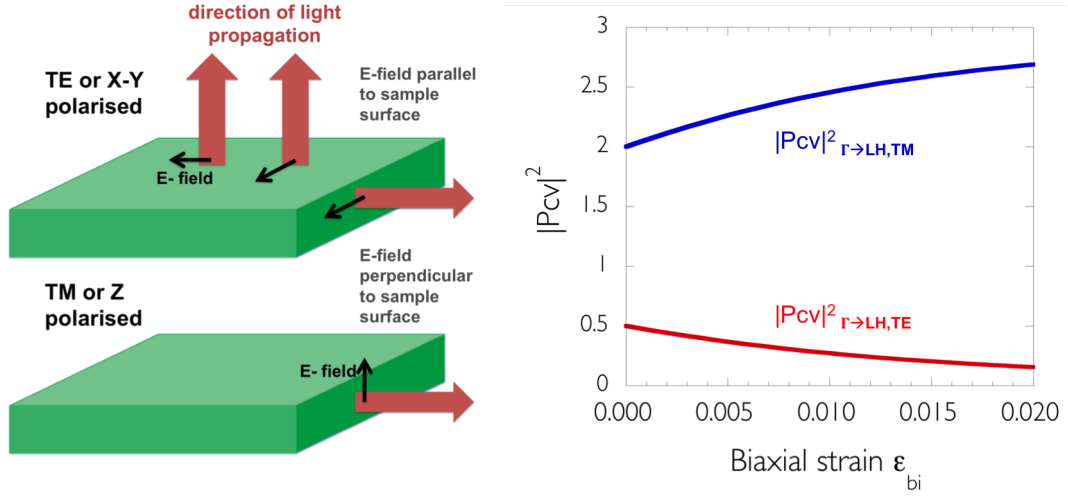 direction of light
propagation
TE or X-Y
polarised
E-field parallel
to sample
surface
E- field
TM or Z
polarised
E-field
perpendicular
to sample
surface
E- field
3
2.5
2
1.5
1
0.5
0
|Pcv|²
|Pcv|² Γ→LH,TM
|Pcv|² Γ→LH,TE
0.000 0.005 0.010 0.015 0.020
Biaxial strain ε bi